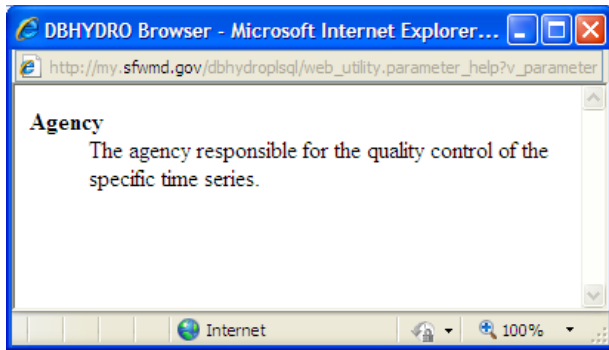 DBHYDRO Browser - Microsoft Internet Explorer...
http://my.sfwmd.gov/dbhydroplsql/web_utility.parameter_help?v_parameter
Agency
The agency responsible for the quality control of the
specific time series.
Internet 100%